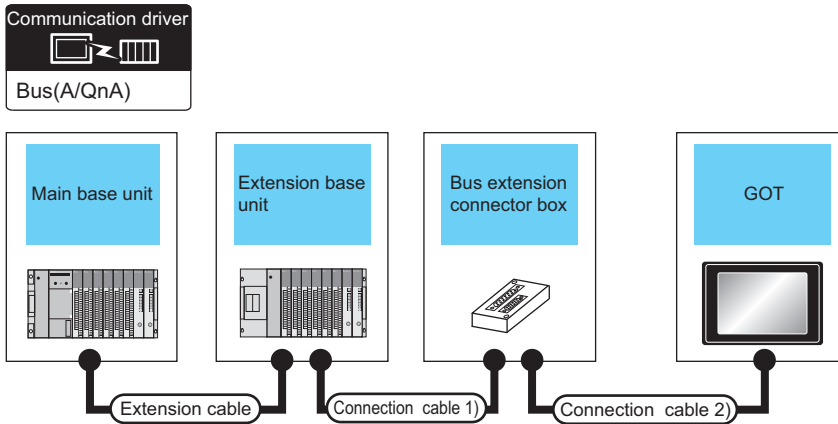 Communication driver
Bus(A/QnA)
Main base unit
Extension base
unit
Bus extension
connector box
GOT
Extension cable
Connection cable 1)
Connection cable 2)